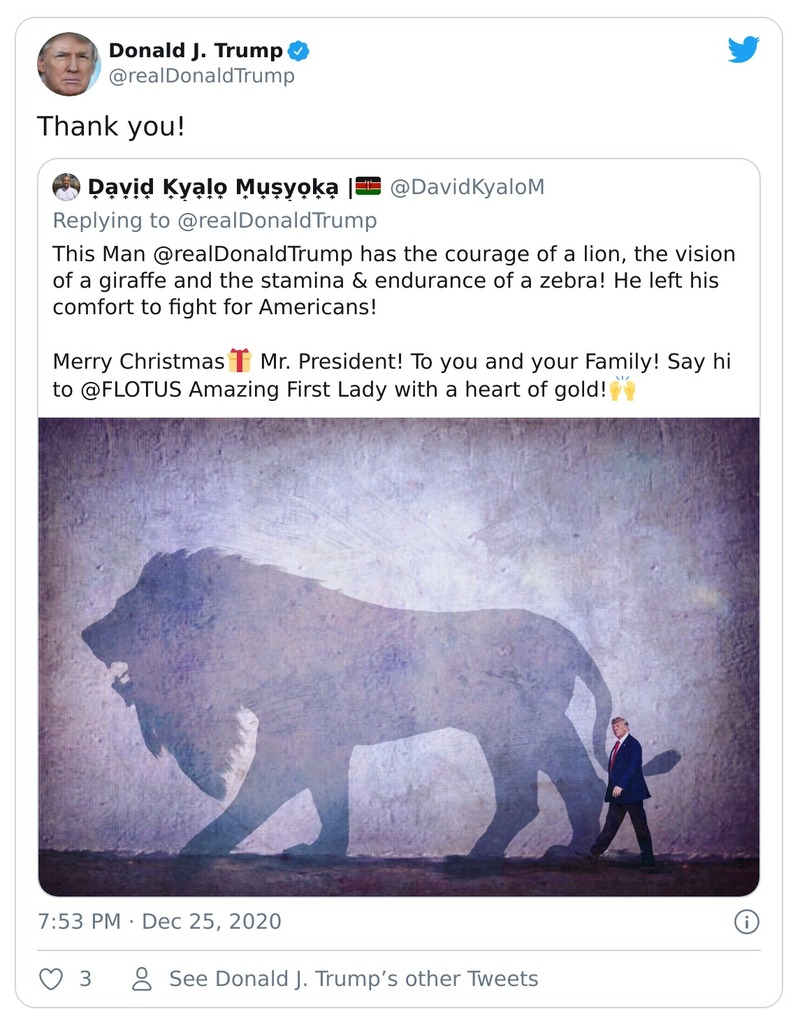 Donald J. Trump
@realDonaldTrump
Thank you!
Ḍạṿịḍ Ḳỵạḷọ Ṃụṣỵọḳạ |🇰🇪 @DavidKyaloM
Replying to @realDonaldTrump
This Man @realDonaldTrump has the courage of a lion, the vision
of a giraffe and the stamina & endurance of a zebra! He left his
comfort to fight for Americans!
Merry Christmas🎁 Mr. President! To you and your Family! Say hi
to @FLOTUS Amazing First Lady with a heart of gold!🙌
7:53 PM · Dec 25, 2020
3
See Donald J. Trump’s other Tweets